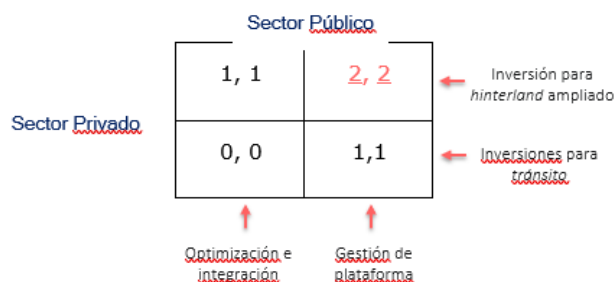 Sector Público
1, 1
2, 2
Inversión para
hinterland ampliado
Sector Privado
0, 0
1,1
Inversiones para
tránsito
Optimización e
integración
Gestión de
plataforma